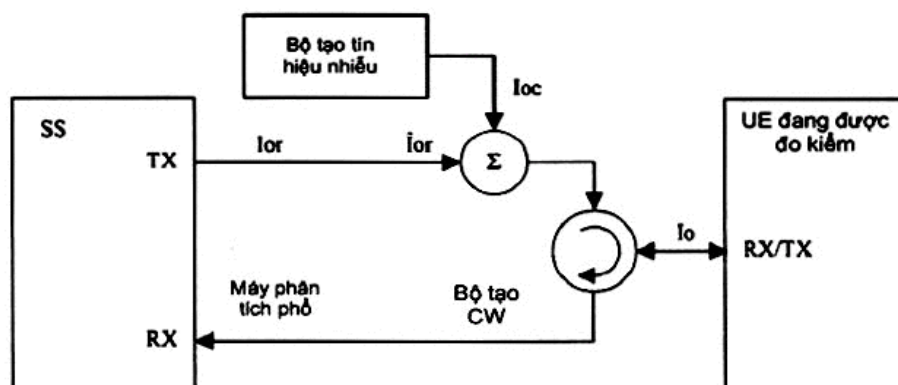 Bộ tạo tín
hiệu nhiễu
Ioc
SS
UE đang được
đo kiểm
TX
Ior
Îor
Σ
Io
RX/TX
Máy phân
tích phổ
Bộ tạo
CW
RX